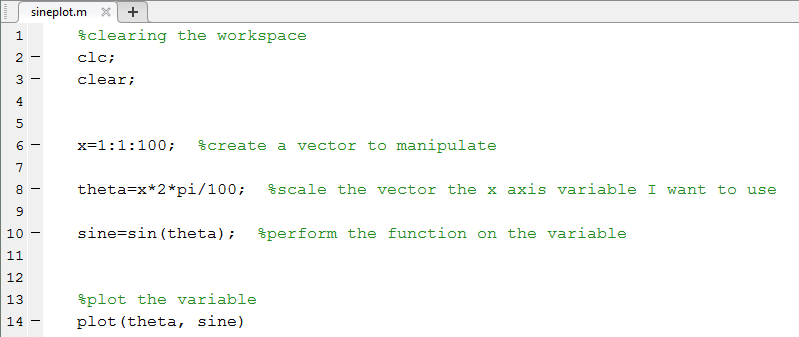 sineplot.m × +
1 %clearing the workspace
2 – clc;
3 – clear;
4
5
6 – x=1:1:100; %create a vector to manipulate
7
8 – theta=x*2*pi/100; %scale the vector the x axis variable I want to use
9
10 – sine=sin(theta); %perform the function on the variable
11
12
13 %plot the variable
14 – plot(theta, sine)